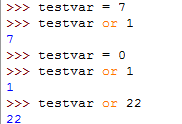 >>> testvar = 7
>>> testvar or 1
7
>>> testvar = 0
>>> testvar or 1
1
>>> testvar or 22
22